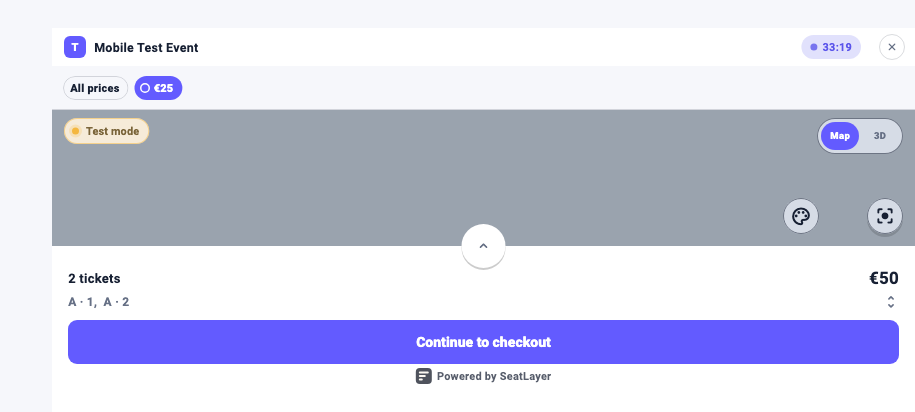 T Mobile Test Event 33:19
All prices €25
Test mode Map 3D
2 tickets €50
A · 1, A · 2
Continue to checkout
Powered by SeatLayer